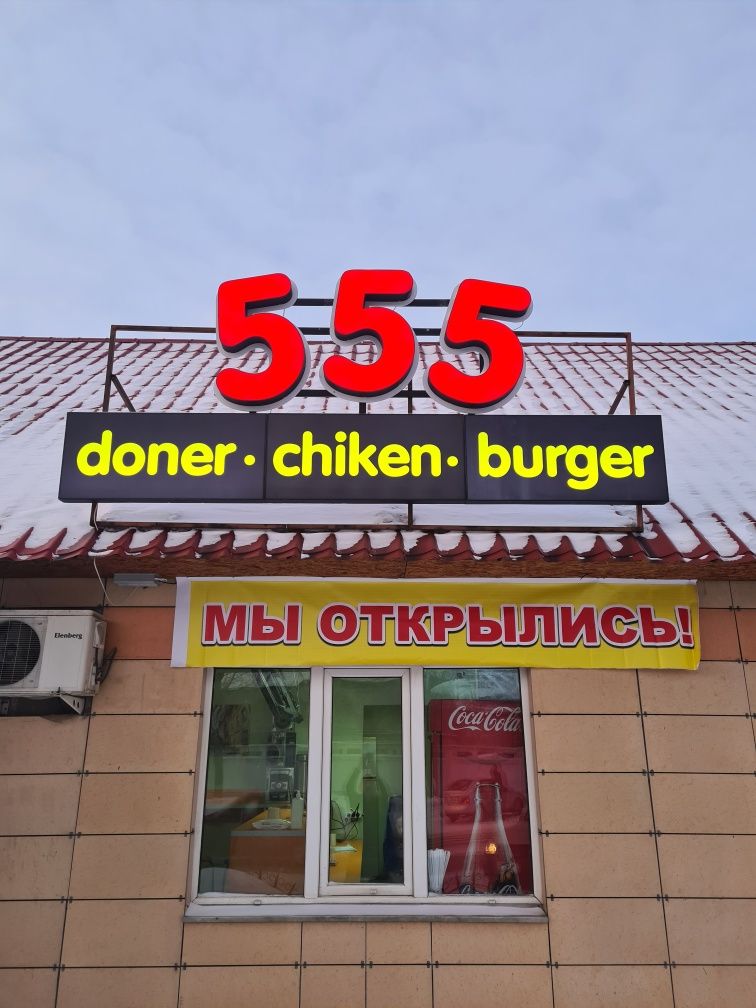 555
doner · chiken · burger
МЫ ОТКРЫЛИСЬ!
Elenberg
Coca-Cola